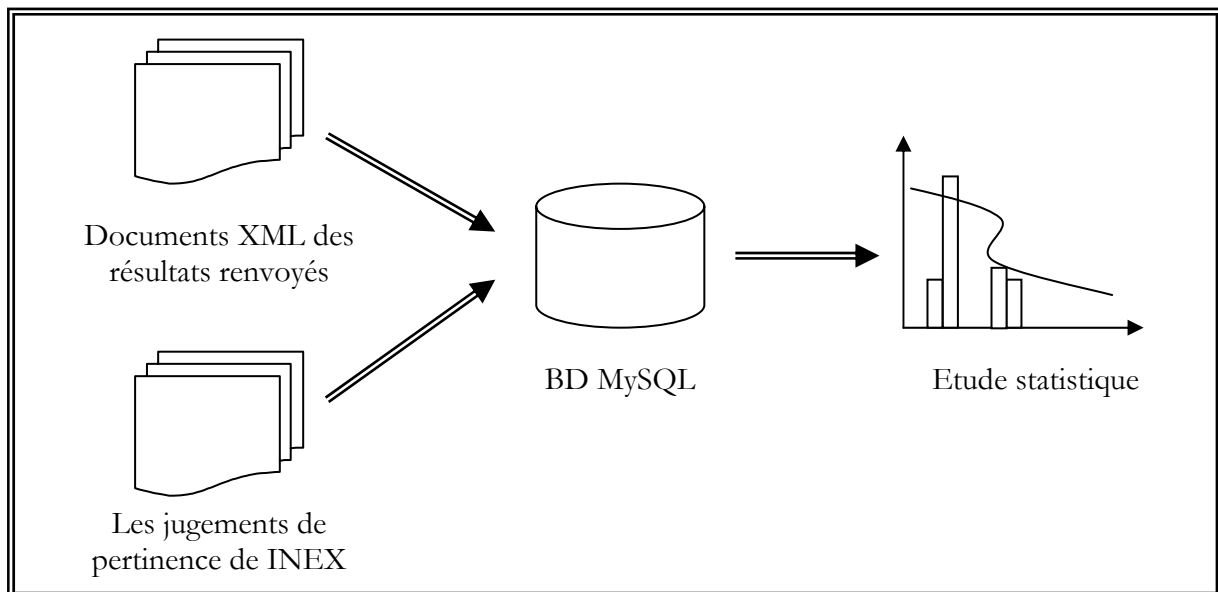 Documents XML des
résultats renvoyés
BD MySQL
Etude statistique
Les jugements de
pertinence de INEX